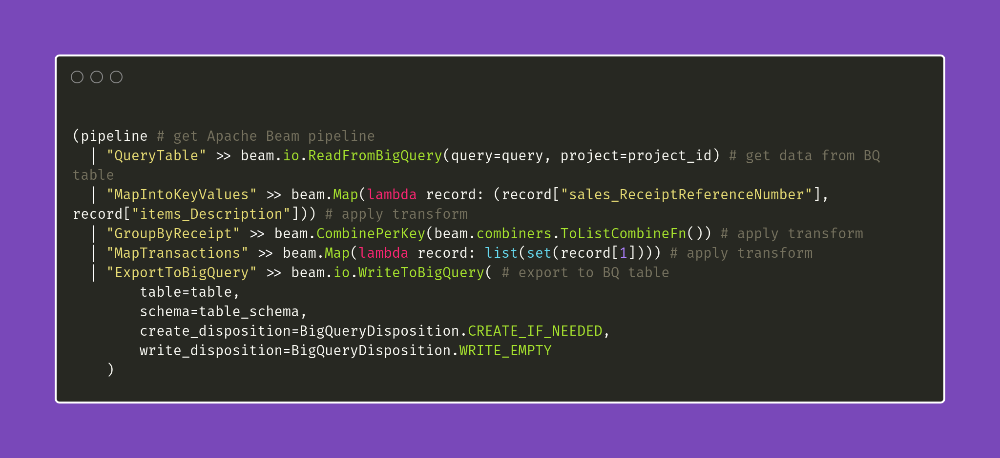 (pipeline # get Apache Beam pipeline
  | "QueryTable" >> beam.io.ReadFromBigQuery(query=query, project=project_id) # get data from BQ
table
  | "MapIntoKeyValues" >> beam.Map(lambda record: (record["sales_ReceiptReferenceNumber"],
record["items_Description"])) # apply transform
  | "GroupByReceipt" >> beam.CombinePerKey(beam.combiners.ToListCombineFn()) # apply transform
  | "MapTransactions" >> beam.Map(lambda record: list(set(record[1]))) # apply transform
  | "ExportToBigQuery" >> beam.io.WriteToBigQuery( # export to BQ table
        table=table,
        schema=table_schema,
        create_disposition=BigQueryDisposition.CREATE_IF_NEEDED,
        write_disposition=BigQueryDisposition.WRITE_EMPTY
    )